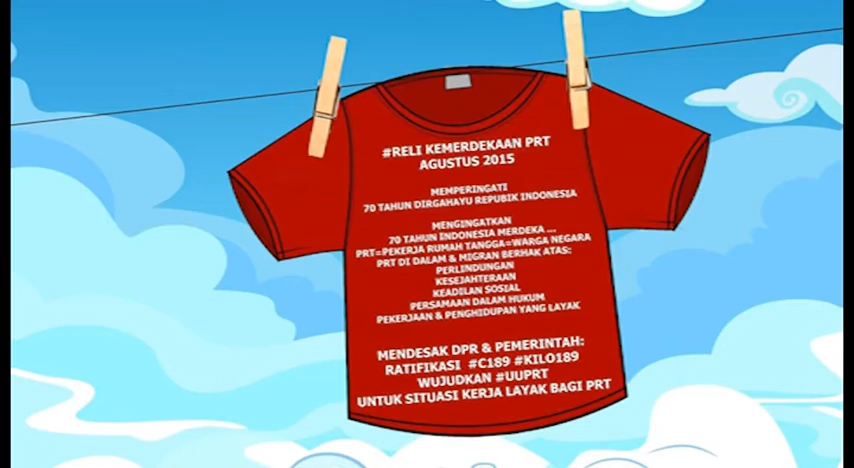 #RELI KEMERDEKAAN PRT
AGUSTUS 2015
MEMPERINGATI
70 TAHUN DIRGAHAYU REPUBIK INDONESIA
MENGINGATKAN
70 TAHUN INDONESIA MERDEKA ...
PRT=PEKERJA RUMAH TANGGA=WARGA NEGARA
PRT DI DALAM & MIGRAN BERHAK ATAS:
PERLINDUNGAN
KESEJAHTERAAN
KEADILAN SOSIAL
PERSAMAAN DALAM HUKUM
PEKERJAAN & PENGHIDUPAN YANG LAYAK
MENDESAK DPR & PEMERINTAH:
RATIFIKASI #C189 #KILO189
WUJUDKAN #UUPRT
UNTUK SITUASI KERJA LAYAK BAGI PRT